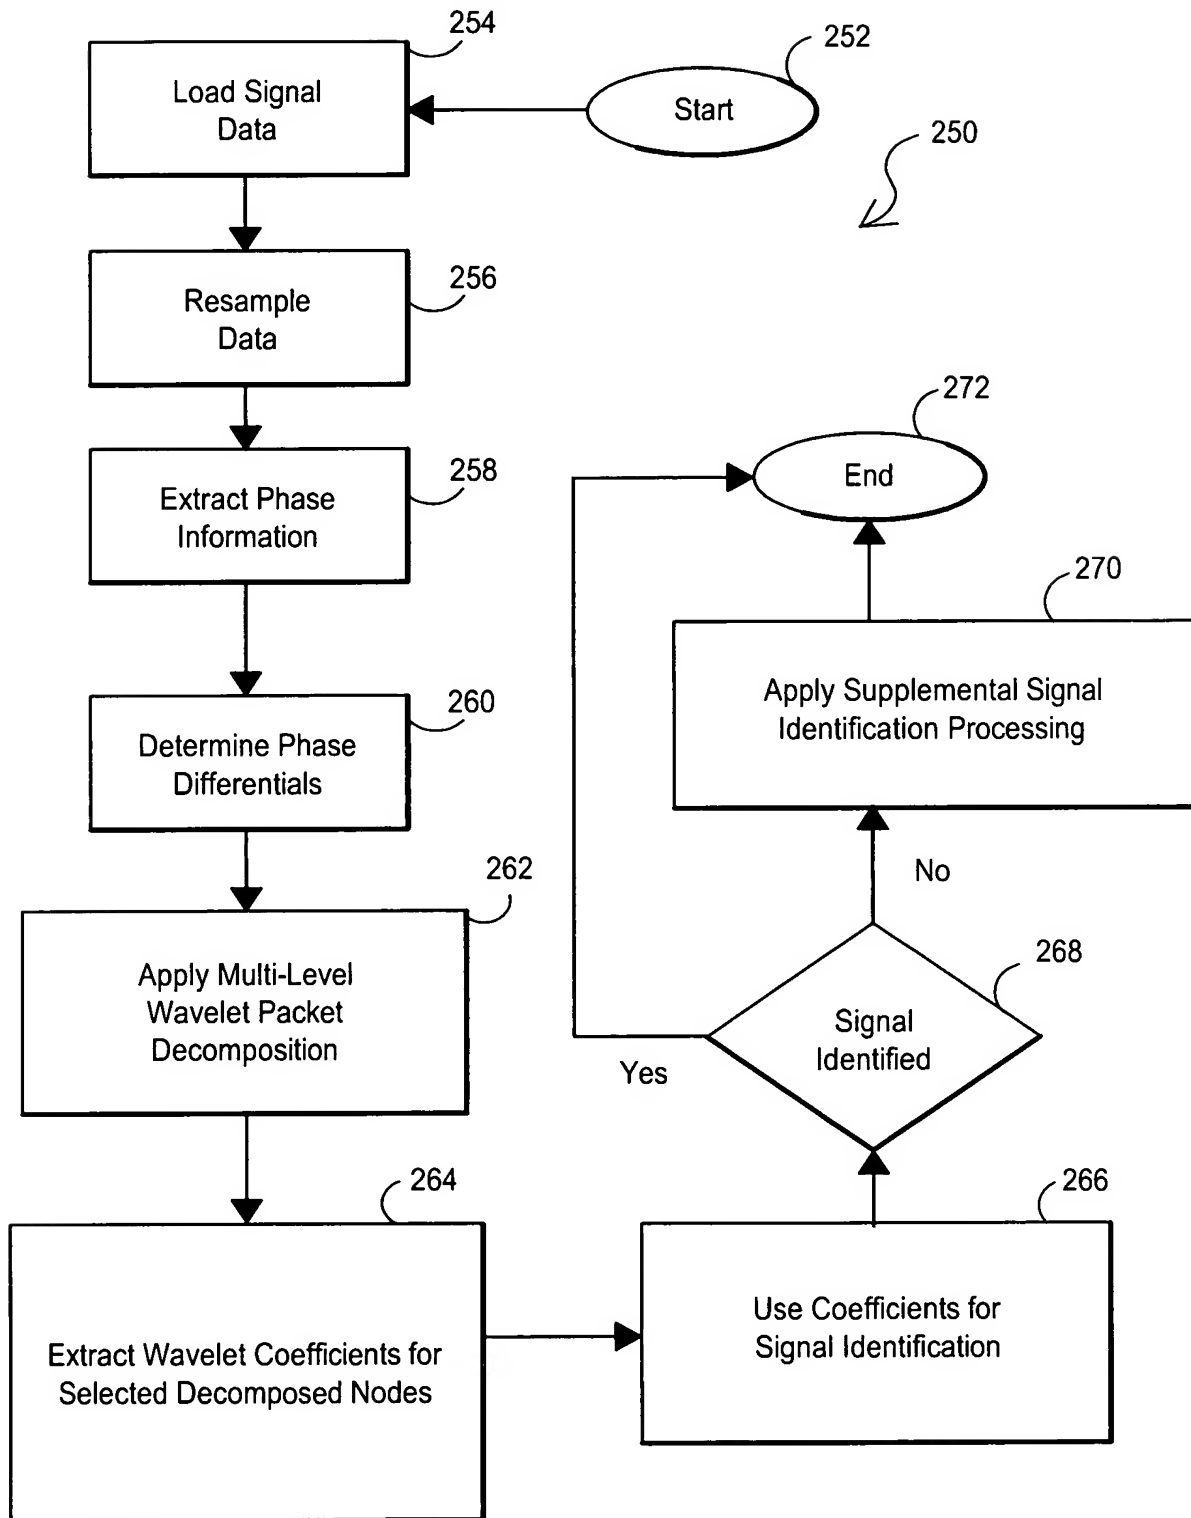 254
Load Signal
Data
252
Start
250
256
Resample
Data
258
Extract Phase
Information
272
End
270
Apply Supplemental Signal
Identification Processing
260
Determine Phase
Differentials
No
262
Apply Multi-Level
Wavelet Packet
Decomposition
268
Signal
Identified
Yes
264
Extract Wavelet Coefficients for
Selected Decomposed Nodes
266
Use Coefficients for
Signal Identification